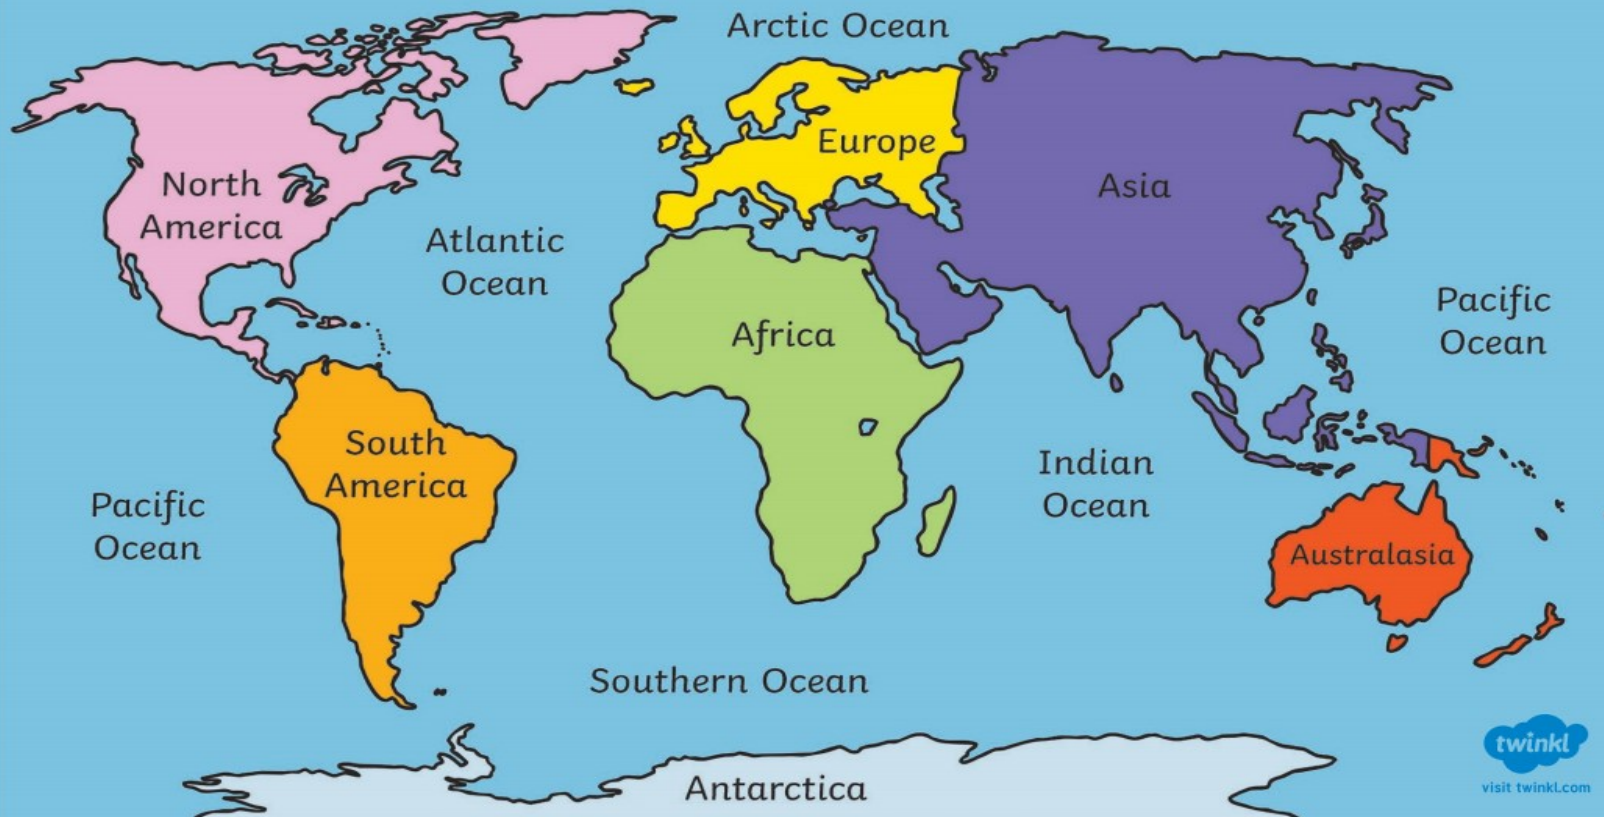 Arctic Ocean
Europe
North
America
Asia
Atlantic
Ocean
Pacific
Ocean
Africa
South
America
Indian
Ocean
Pacific
Ocean
Australasia
Southern Ocean
twinkl
visit twinkl.com
Antarctica